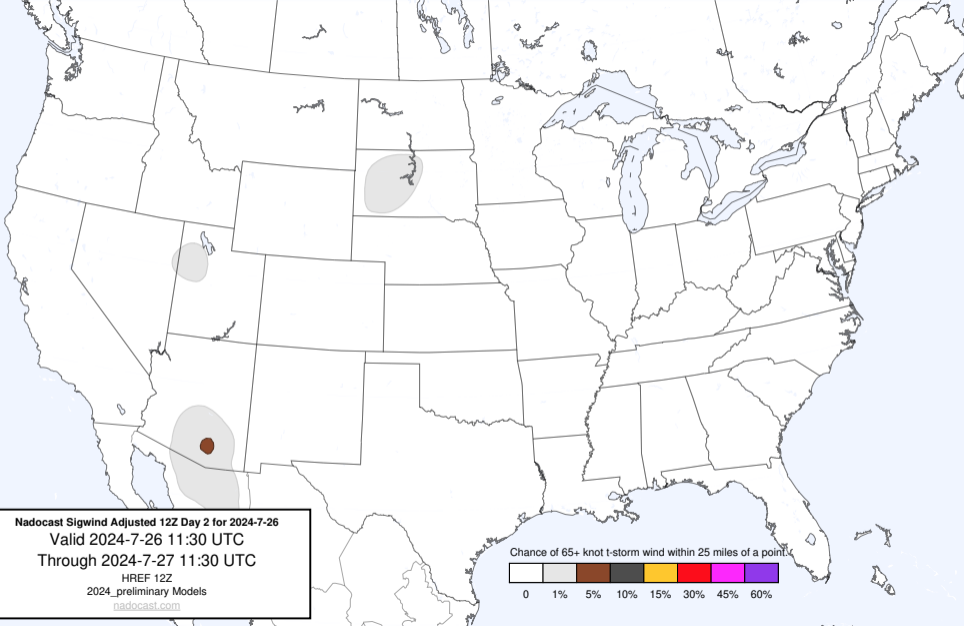 Nadocast Sigwind Adjusted 12Z Day 2 for 2024-7-26
Valid 2024-7-26 11:30 UTC
Through 2024-7-27 11:30 UTC
HREF 12Z
2024_preliminary Models
nadocast.com
Chance of 65+ knot t-storm wind within 25 miles of a point.
0 1% 5% 10% 15% 30% 45% 60%